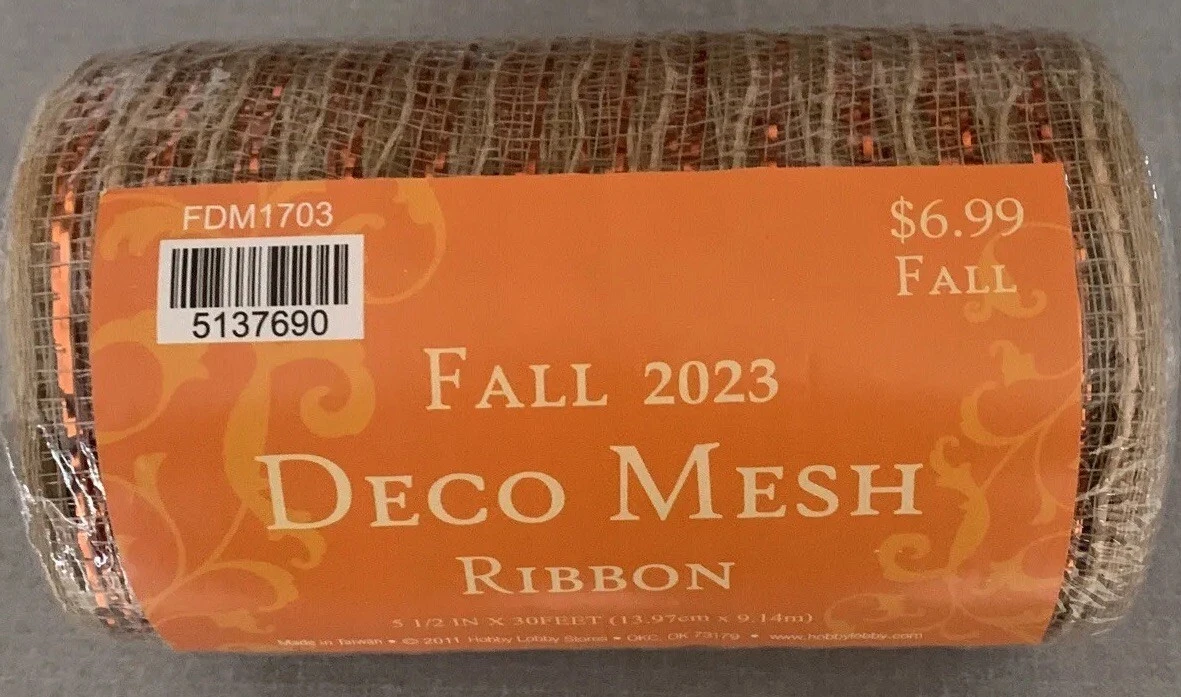 FDM1703
5137690
$6.99
FALL
FALL 2023
DECO MESH
RIBBON
5 1/2 IN X 30FEET (13.97cm x 9.14m)
Made in Taiwan • © 2011 Hobby Lobby Stores • OKC, OK 73179 • www.hobbylobby.com